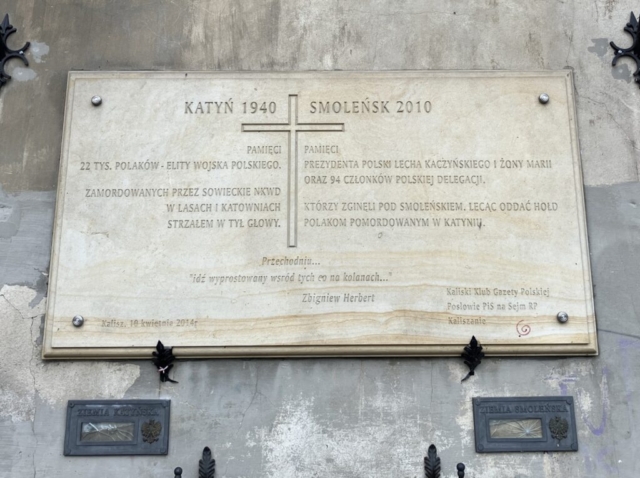 KATYŃ 1940
SMOLEŃSK 2010
PAMIĘCI
22 TYS. POLAKÓW - ELITY WOJSKA POLSKIEGO.
ZAMORDOWANYCH PRZEZ SOWIECKIE NKWD
W LASACH I KATOWNIACH
STRZAŁEM W TYŁ GŁOWY.
PAMIĘCI
PREZYDENTA POLSKI LECHA KACZYŃSKIEGO I ŻONY MARII
ORAZ 94 CZŁONKÓW POLSKIEJ DELEGACJI,
KTÓRZY ZGINĘLI POD SMOLEŃSKIEM, LECĄC ODDAĆ HOŁD
POLAKOM POMORDOWANYM W KATYNIU.
Przechodniu...
"idź wyprostowany wśród tych co na kolanach..."
Zbigniew Herbert
Kaliski Klub Gazety Polskiej
Posłowie PiS na Sejm RP
Kaliszanie
Kalisz, 10 kwietnia 2014r.
ZIEMIA KATYŃSKA
ZIEMIA SMOLEŃSKA